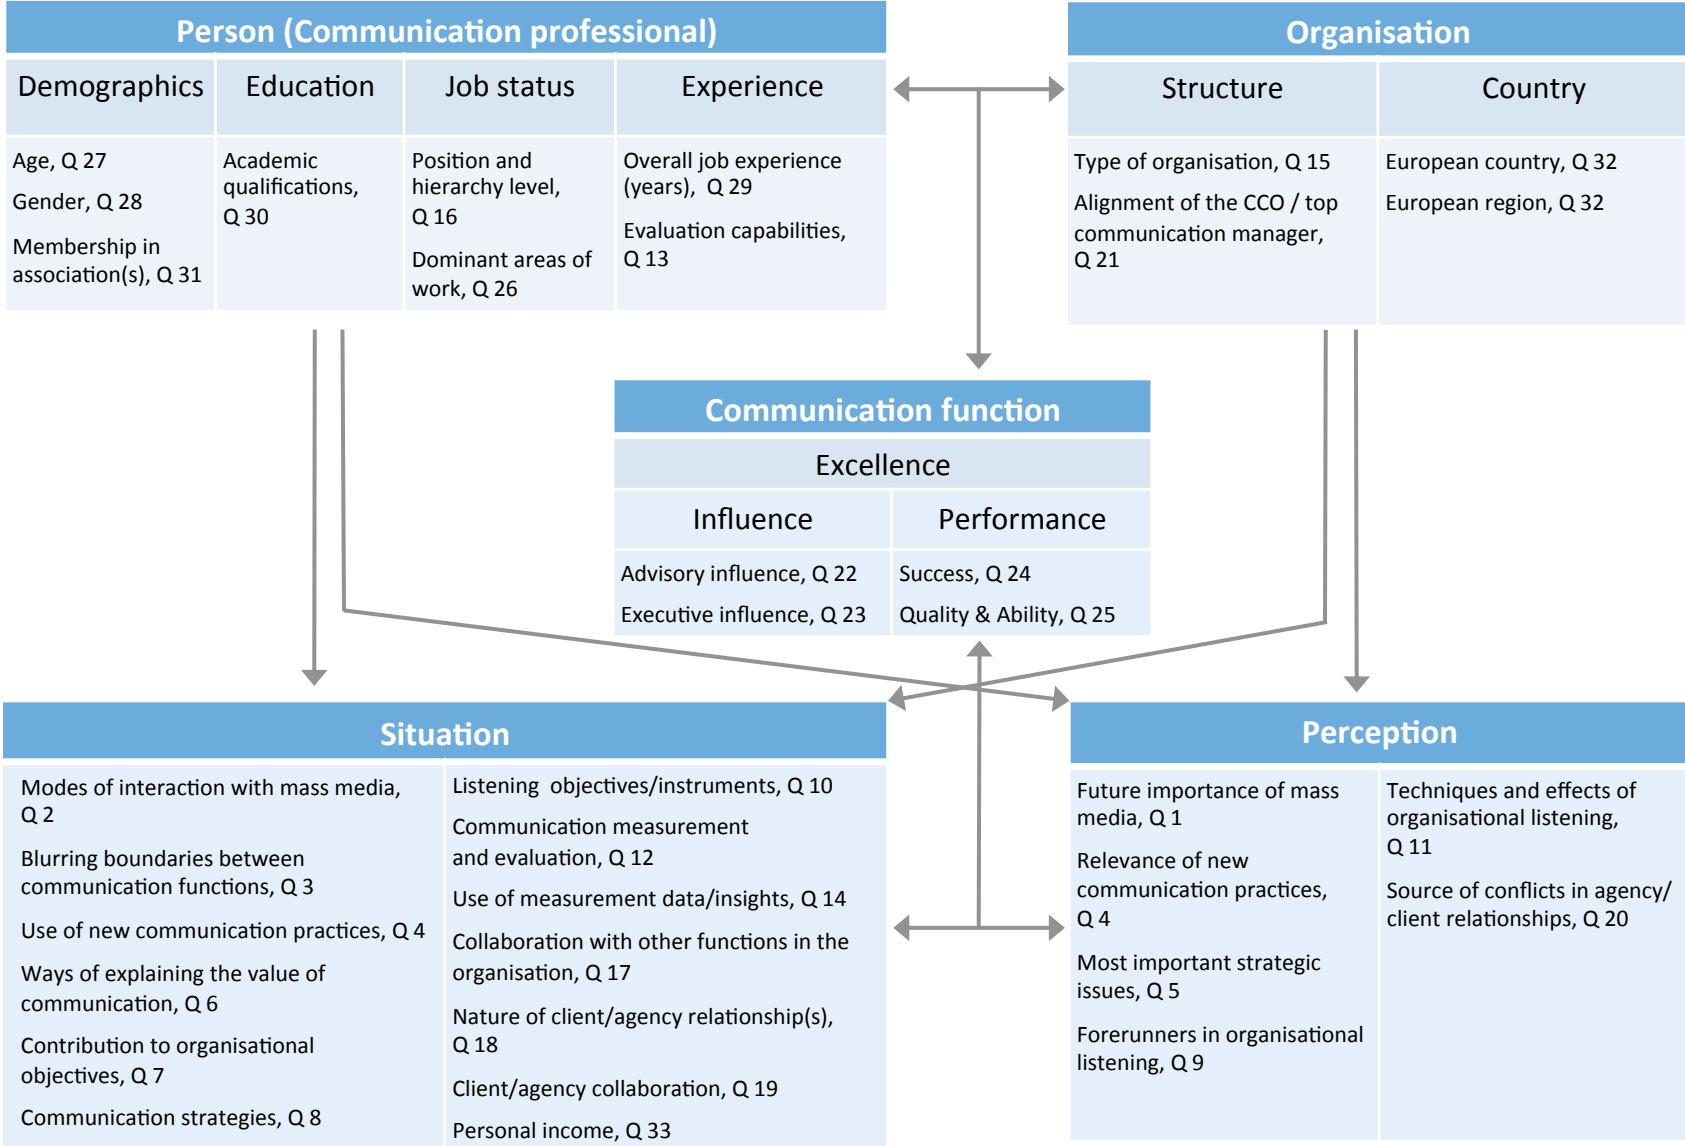 Person (Communication professional)
Demographics
Education
Job status
Experience
Age, Q 27
Gender, Q 28
Membership in
association(s), Q 31
Academic
qualifications,
Q 30
Position and
hierarchy level,
Q 16
Dominant areas of
work, Q 26
Overall job experience
(years), Q 29
Evaluation capabilities,
Q 13
Organisation
Structure
Country
Type of organisation, Q 15
Alignment of the CCO / top
communication manager,
Q 21
European country, Q 32
European region, Q 32
Communication function
Excellence
Influence
Performance
Advisory influence, Q 22
Executive influence, Q 23
Success, Q 24
Quality & Ability, Q 25
Situation
Modes of interaction with mass media,
Q 2
Blurring boundaries between
communication functions, Q 3
Use of new communication practices, Q 4
Ways of explaining the value of
communication, Q 6
Contribution to organisational
objectives, Q 7
Communication strategies, Q 8
Listening objectives/instruments, Q 10
Communication measurement
and evaluation, Q 12
Use of measurement data/insights, Q 14
Collaboration with other functions in the
organisation, Q 17
Nature of client/agency relationship(s),
Q 18
Client/agency collaboration, Q 19
Personal income, Q 33
Perception
Future importance of mass
media, Q 1
Relevance of new
communication practices,
Q 4
Most important strategic
issues, Q 5
Forerunners in organisational
listening, Q 9
Techniques and effects of
organisational listening,
Q 11
Source of conflicts in agency/
client relationships, Q 20